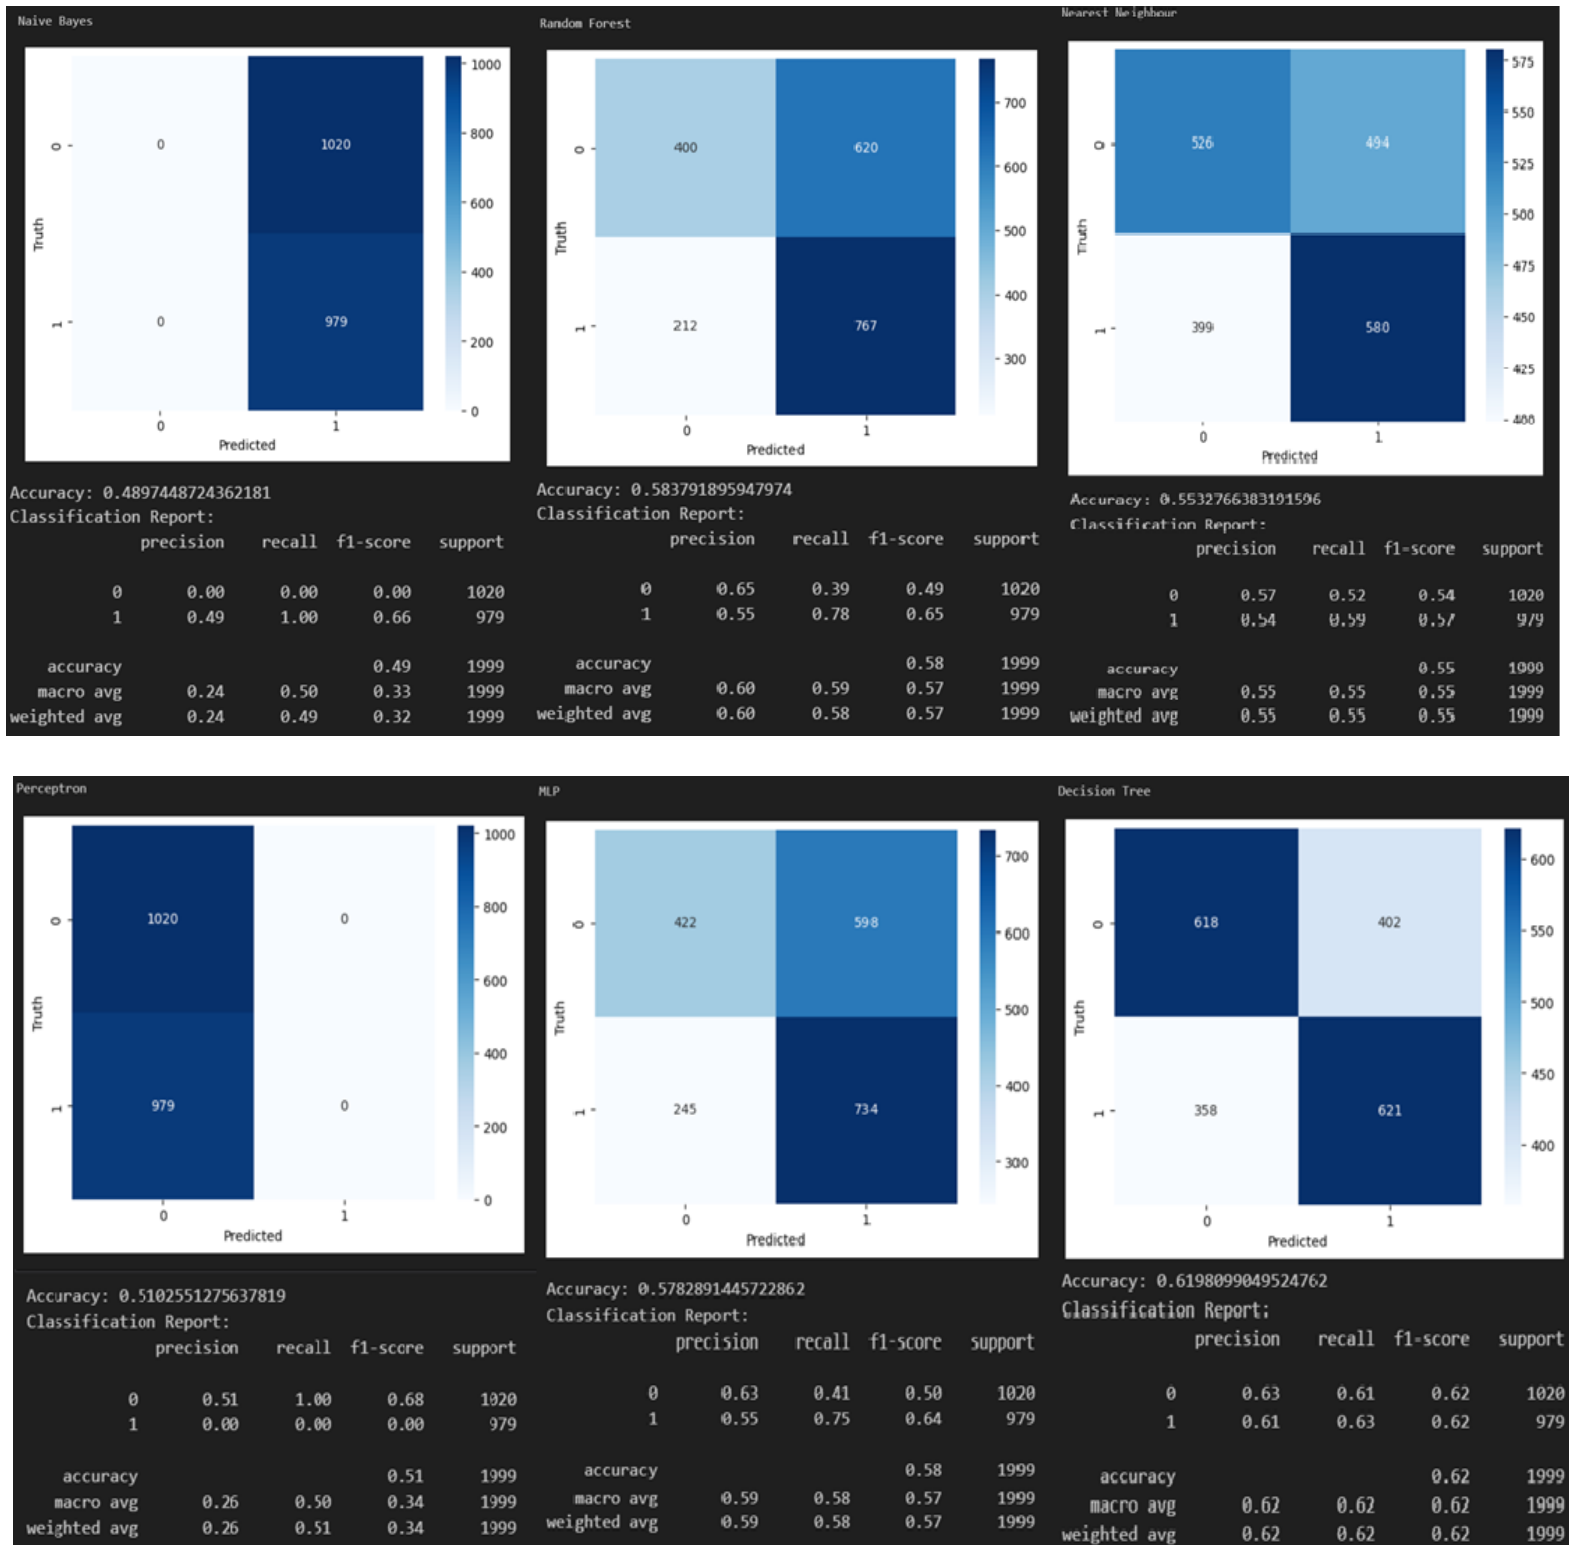 Naive Bayes
0 1020
0 979
0
1
Truth
0 1
Predicted
1000
800
600
400
200
0
Accuracy: 0.4897448724362181
Classification Report:
precision recall f1-score support
0 0.00 0.00 0.00 1020
1 0.49 1.00 0.66 979
accuracy 0.49 1999
macro avg 0.24 0.50 0.33 1999
weighted avg 0.24 0.49 0.32 1999
Random Forest
400 620
212 767
0
1
Truth
0 1
Predicted
700
600
500
400
300
Accuracy: 0.583791895947974
Classification Report:
precision recall f1-score support
0 0.65 0.39 0.49 1020
1 0.55 0.78 0.65 979
accuracy 0.58 1999
macro avg 0.60 0.59 0.57 1999
weighted avg 0.60 0.58 0.57 1999
Nearest Neighbour
526 494
399 580
0
1
Truth
0 1
Predicted
575
550
525
500
475
450
425
400
Accuracy: 0.5532766383191596
Classification Report:
precision recall f1-score support
0 0.57 0.52 0.54 1020
1 0.54 0.59 0.57 979
accuracy 0.55 1999
macro avg 0.55 0.55 0.55 1999
weighted avg 0.55 0.55 0.55 1999
Perceptron
1020 0
979 0
0
1
Truth
0 1
Predicted
1000
800
600
400
200
0
Accuracy: 0.5102551275637819
Classification Report:
precision recall f1-score support
0 0.51 1.00 0.68 1020
1 0.00 0.00 0.00 979
accuracy 0.51 1999
macro avg 0.26 0.50 0.34 1999
weighted avg 0.26 0.51 0.34 1999
MLP
422 598
245 734
0
1
Truth
0 1
Predicted
700
600
500
400
300
Accuracy: 0.5782891445722862
Classification Report:
precision recall f1-score support
0 0.63 0.41 0.50 1020
1 0.55 0.75 0.64 979
accuracy 0.58 1999
macro avg 0.59 0.58 0.57 1999
weighted avg 0.59 0.58 0.57 1999
Decision Tree
618 402
358 621
0
1
Truth
0 1
Predicted
600
550
500
450
400
Accuracy: 0.6198099049524762
Classification Report:
precision recall f1-score support
0 0.63 0.61 0.62 1020
1 0.61 0.63 0.62 979
accuracy 0.62 1999
macro avg 0.62 0.62 0.62 1999
weighted avg 0.62 0.62 0.62 1999